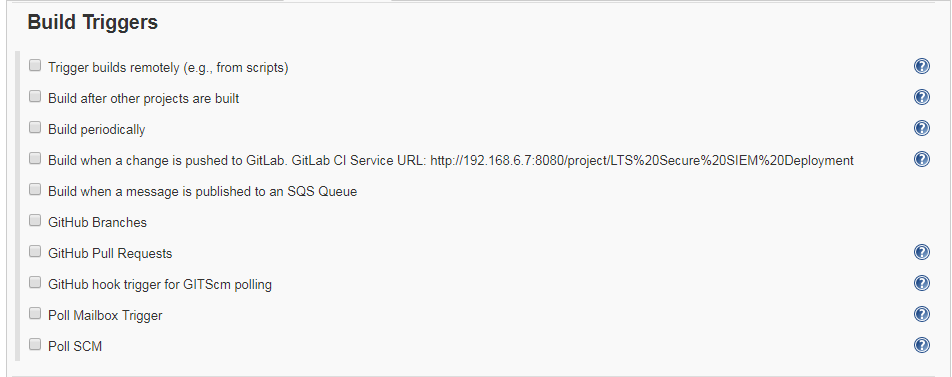 Build Triggers
Trigger builds remotely (e.g., from scripts)
Build after other projects are built
Build periodically
Build when a change is pushed to GitLab. GitLab CI Service URL: http://192.168.6.7:8080/project/LTS%20Secure%20SIEM%20Deployment
Build when a message is published to an SQS Queue
GitHub Branches
GitHub Pull Requests
GitHub hook trigger for GITScm polling
Poll Mailbox Trigger
Poll SCM